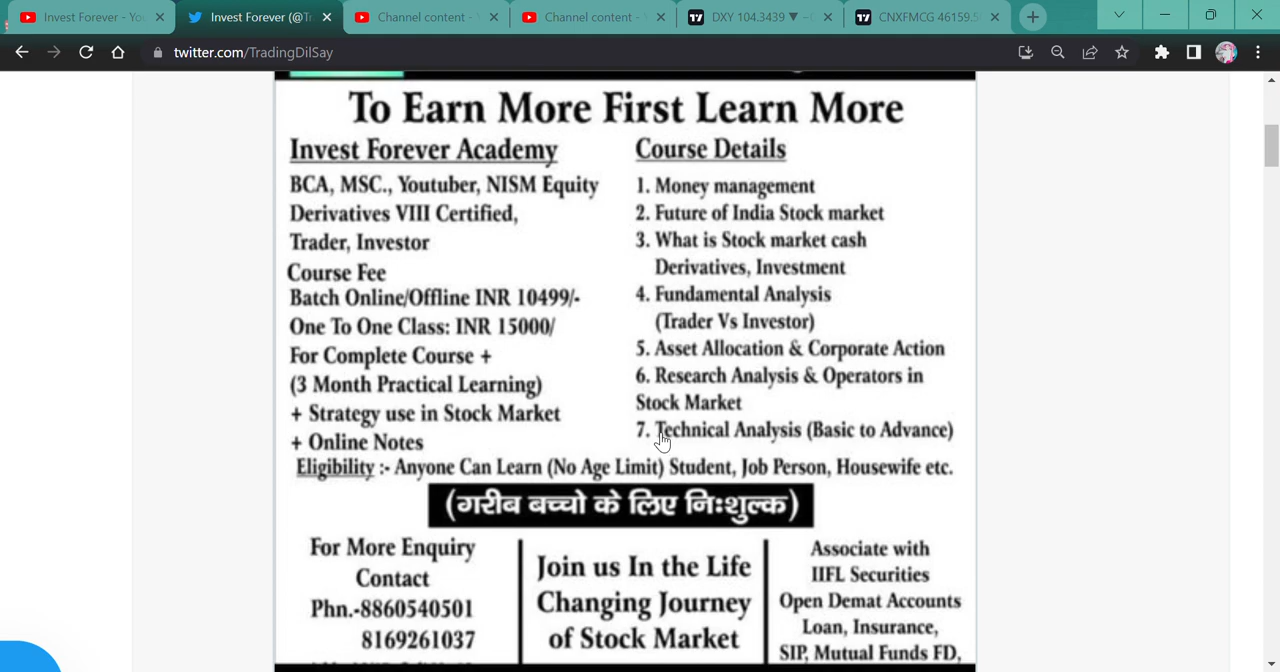 Invest Forever - You
Invest Forever (@Tr
Channel content -
Channel content -
DXY 104.3439 ▼ -
CNXFMCG 46159.5
twitter.com/TradingDilSay
To Earn More First Learn More
Invest Forever Academy
BCA, MSC., Youtuber, NISM Equity
Derivatives VIII Certified,
Trader, Investor
Course Fee
Batch Online/Offline INR 10499/-
One To One Class: INR 15000/
For Complete Course +
(3 Month Practical Learning)
+ Strategy use in Stock Market
+ Online Notes
Course Details
1. Money management
2. Future of India Stock market
3. What is Stock market cash
Derivatives, Investment
4. Fundamental Analysis
(Trader Vs Investor)
5. Asset Allocation & Corporate Action
6. Research Analysis & Operators in
Stock Market
7. Technical Analysis (Basic to Advance)
Eligibility :- Anyone Can Learn (No Age Limit) Student, Job Person, Housewife etc.
(गरीब बच्चो के लिए निःशुल्क)
For More Enquiry
Contact
Phn.-8860540501
8169261037
Join us In the Life
Changing Journey
of Stock Market
Associate with
IIFL Securities
Open Demat Accounts
Loan, Insurance,
SIP, Mutual Funds FD,